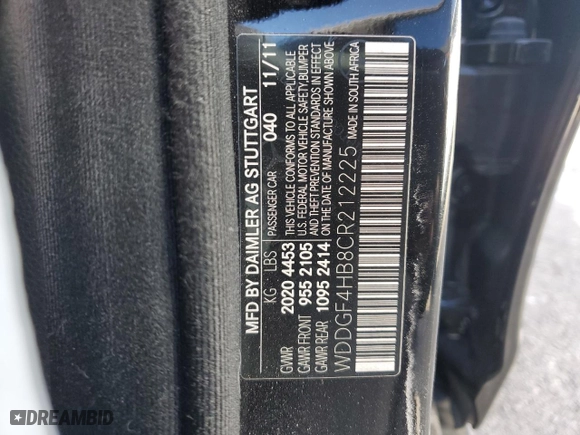 MFD BY DAIMLER AG STUTTGART
KG LBS PASSENGER CAR 040 11/11
GVWR 2020 4453 THIS VEHICLE CONFORMS TO ALL APPLICABLE
GAWR FRONT 955 2105 U.S. FEDERAL MOTOR VEHICLE SAFETY, BUMPER
GAWR REAR 1095 2414 PREVENTION STANDARDS IN EFFECT
ON THE DATE OF MANUFACTURE SHOWN ABOVE
WDDGF4HB8CR212225 MADE IN SOUTH AFRICA
DREAMBID